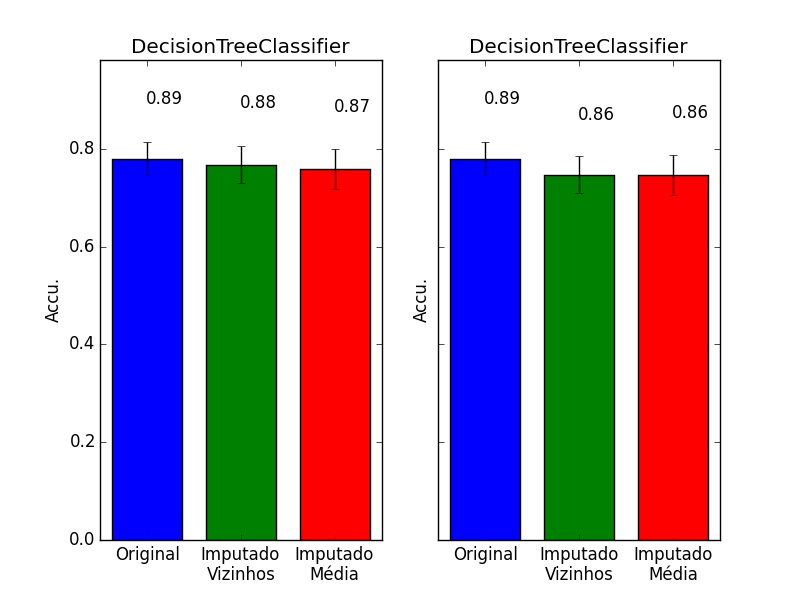 DecisionTreeClassifier
0.89
0.88
0.87
0.8
0.6
0.4
0.2
0.0
Accu.
Original
Imputado
Vizinhos
Imputado
Média
DecisionTreeClassifier
0.89
0.86
0.86
Accu.
Original
Imputado
Vizinhos
Imputado
Média